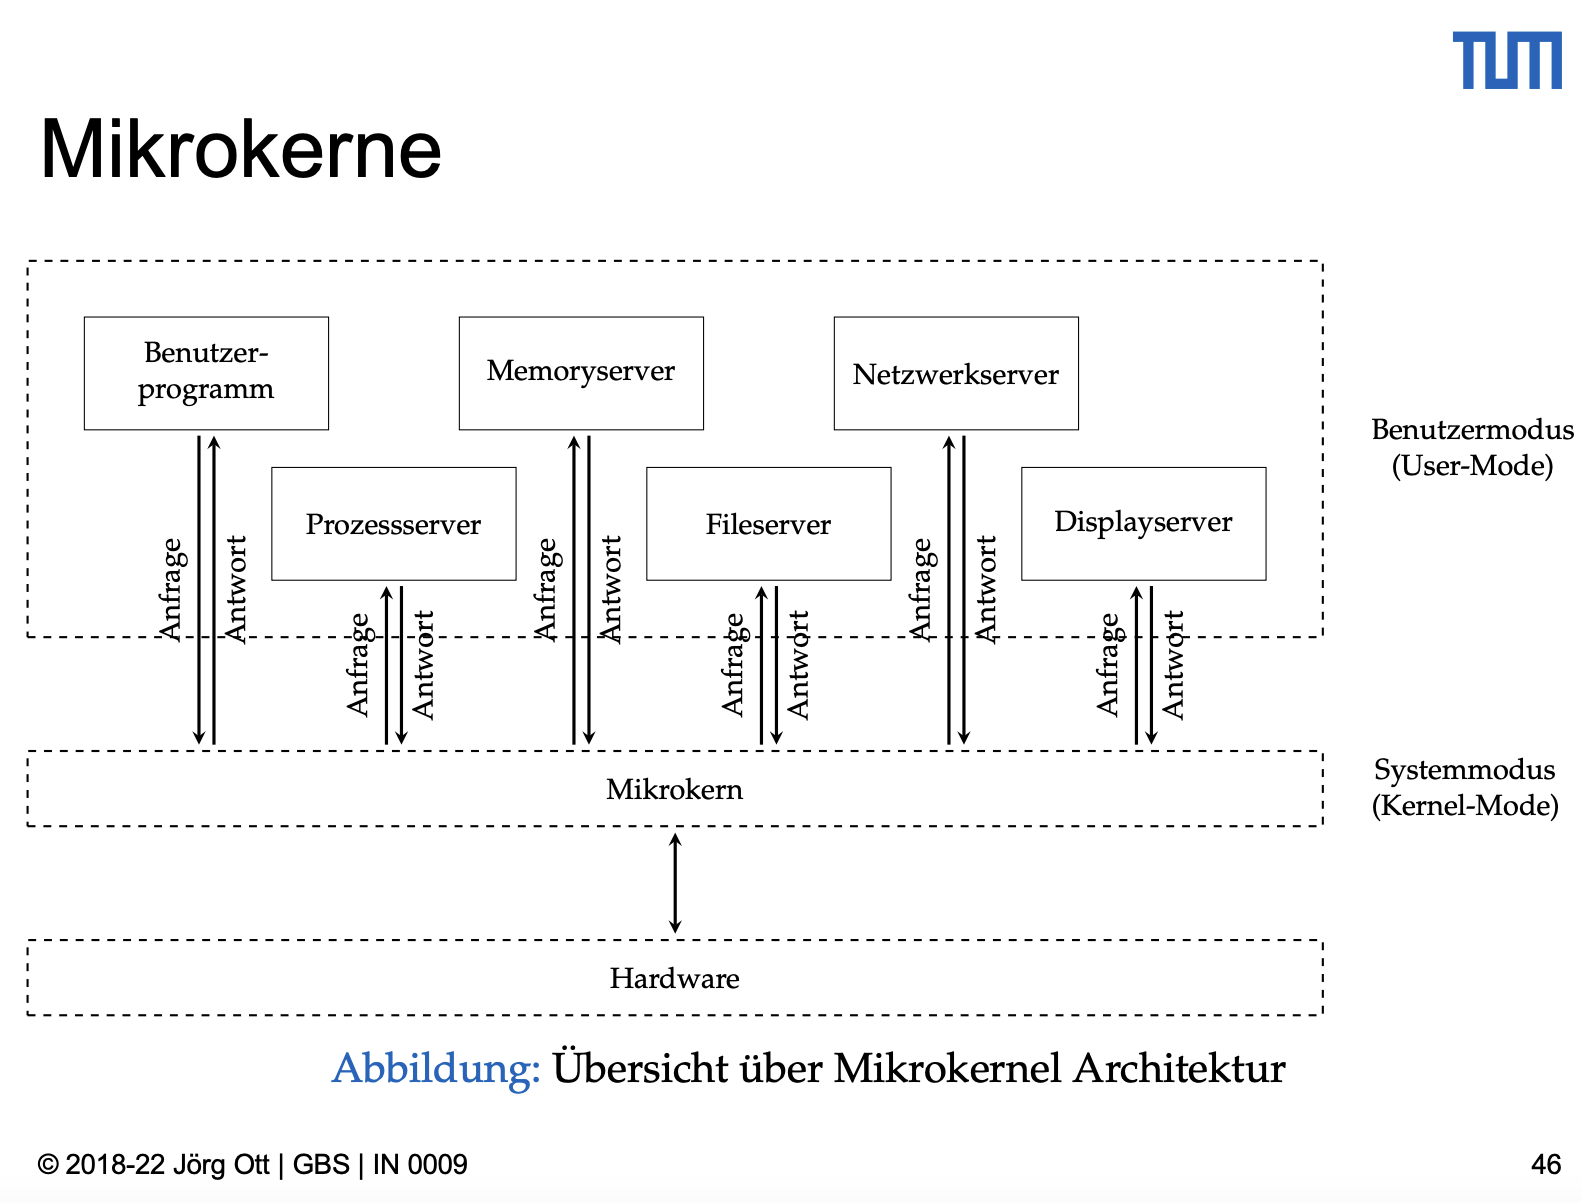 TUM
Mikrokerne
Benutzer-
programm
Memoryserver
Netzwerkserver
Benutzermodus
(User-Mode)
Prozessserver
Fileserver
Displayserver
Anfrage
Antwort
Anfrage
Antwort
Anfrage
Antwort
Anfrage
Antwort
Anfrage
Antwort
Anfrage
Antwort
Mikrokern
Systemmodus
(Kernel-Mode)
Hardware
Abbildung: Übersicht über Mikrokernel Architektur
© 2018-22 Jörg Ott | GBS | IN 0009
46